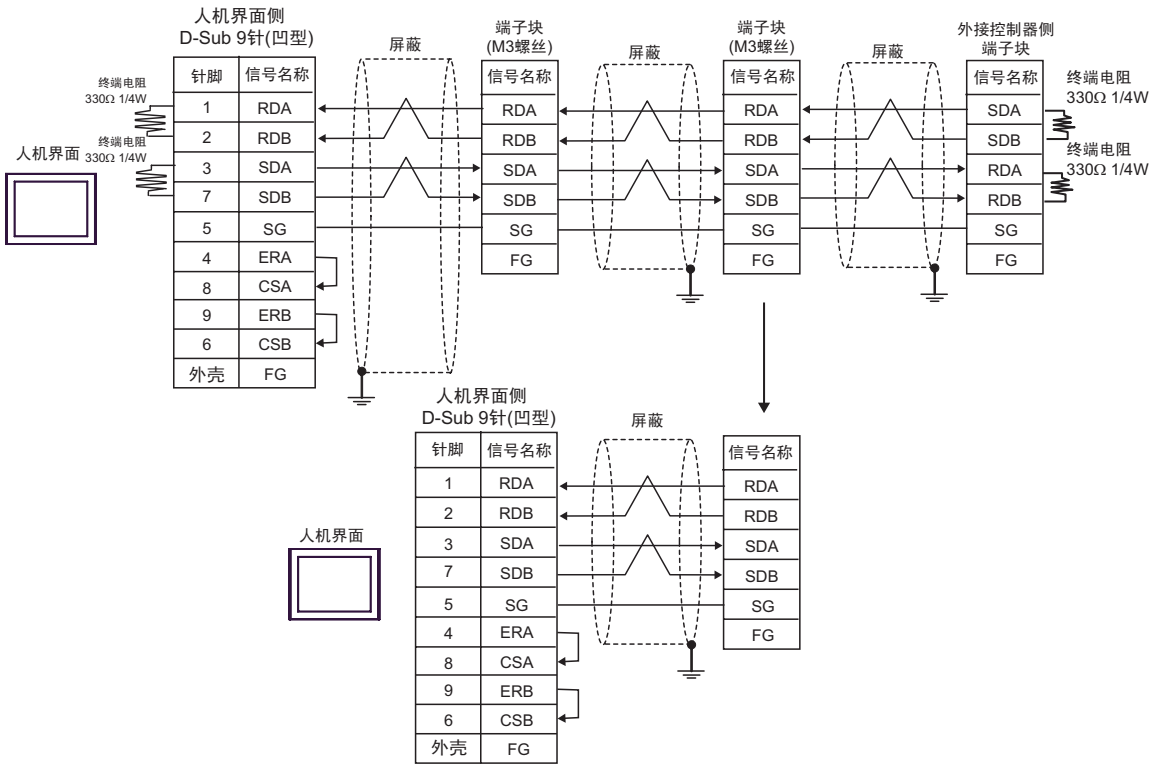 人机界面侧
D-Sub 9针(凹型)
屏蔽
端子块
(M3螺丝)
屏蔽
端子块
(M3螺丝)
屏蔽
外接控制器侧
端子块
终端电阻
330Ω 1/4W
终端电阻
330Ω 1/4W
人机界面
针脚 信号名称
1 RDA
2 RDB
3 SDA
7 SDB
5 SG
4 ERA
8 CSA
9 ERB
6 CSB
外壳 FG
信号名称
RDA
RDB
SDA
SDB
SG
FG
信号名称
RDA
RDB
SDA
SDB
SG
FG
信号名称
SDA
SDB
RDA
RDB
SG
FG
终端电阻
330Ω 1/4W
终端电阻
330Ω 1/4W
人机界面侧
D-Sub 9针(凹型)
屏蔽
人机界面
针脚 信号名称
1 RDA
2 RDB
3 SDA
7 SDB
5 SG
4 ERA
8 CSA
9 ERB
6 CSB
外壳 FG
信号名称
RDA
RDB
SDA
SDB
SG
FG